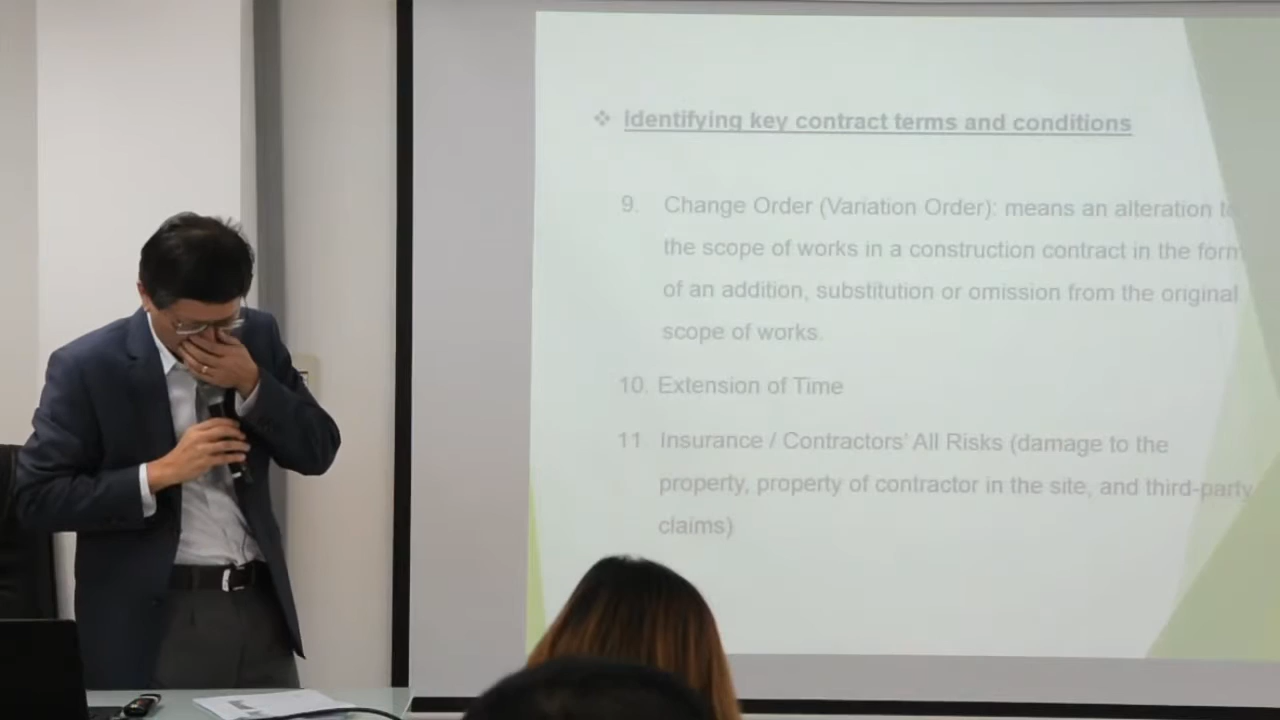 ❖ Identifying key contract terms and conditions
9. Change Order (Variation Order): means an alteration to
the scope of works in a construction contract in the form
of an addition, substitution or omission from the original
scope of works.
10. Extension of Time
11 Insurance / Contractors' All Risks (damage to the
property, property of contractor in the site, and third-party
claims)